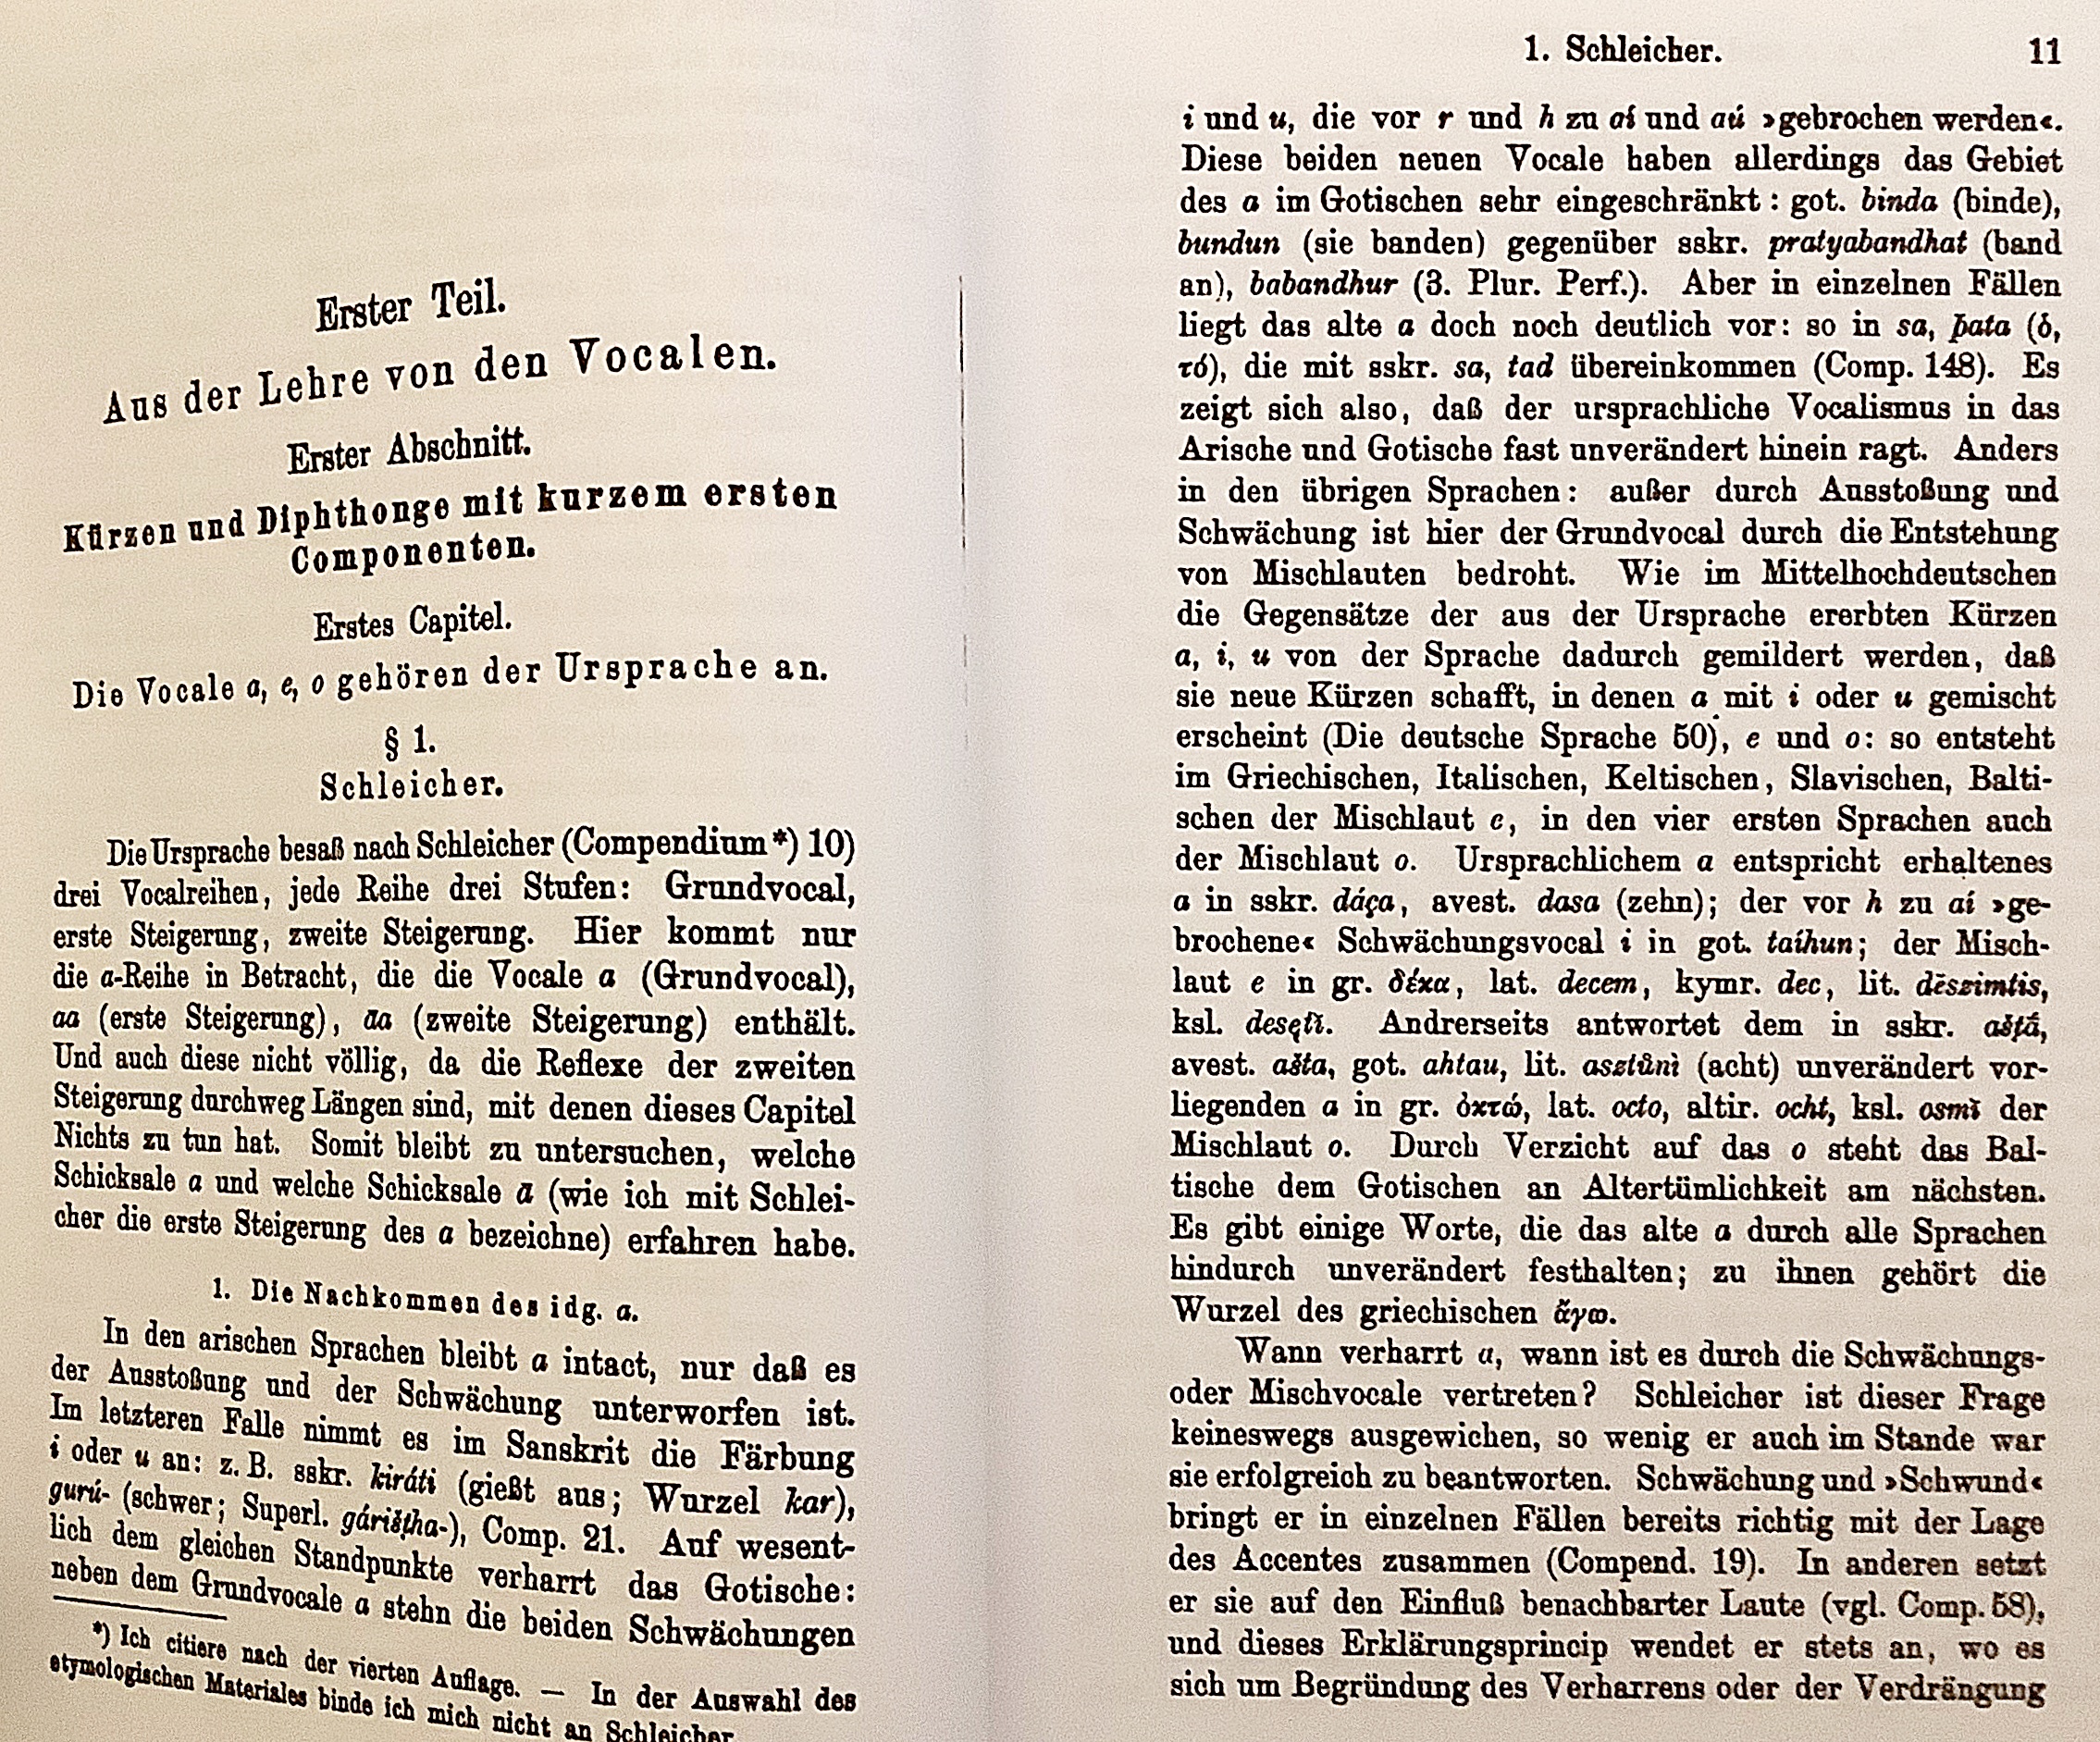 Erster Teil.
Aus der Lehre von den Vocalen.
Erster Abschnitt.
Kürzen und Diphthonge mit kurzem ersten
Componenten.
Erstes Capitel.
Die Vocale a, e, o gehören der Ursprache an.
§ 1.
Schleicher.
Die Ursprache besaß nach Schleicher (Compendium*) 10)
drei Vocalreihen, jede Reihe drei Stufen: Grundvocal,
erste Steigerung, zweite Steigerung. Hier kommt nur
die a-Reihe in Betracht, die die Vocale a (Grundvocal),
aa (erste Steigerung), āa (zweite Steigerung) enthält.
Und auch diese nicht völlig, da die Reflexe der zweiten
Steigerung durchweg Längen sind, mit denen dieses Capitel
Nichts zu tun hat. Somit bleibt zu untersuchen, welche
Schicksale a und welche Schicksale ā (wie ich mit Schlei-
cher die erste Steigerung des a bezeichne) erfahren habe.
1. Die Nachkommen des idg. a.
In den arischen Sprachen bleibt a intact, nur daß es
der Ausstoßung und der Schwächung unterworfen ist.
Im letzteren Falle nimmt es im Sanskrit die Färbung
i oder u an: z. B. sskr. kiráti (gießt aus; Wurzel kar),
gurú- (schwer; Superl. gáriṣ̌ṭha-), Comp. 21. Auf wesent-
lich dem gleichen Standpunkte verharrt das Gotische:
neben dem Grundvocale a stehn die beiden Schwächungen
*) Ich citiere nach der vierten Auflage. — In der Auswahl des
etymologischen Materiales binde ich mich nicht an Schleicher
1. Schleicher. 11
i und u, die vor r und h zu aí und aú »gebrochen werden«.
Diese beiden neuen Vocale haben allerdings das Gebiet
des a im Gotischen sehr eingeschränkt: got. binda (binde),
bundun (sie banden) gegenüber sskr. pratyabandhat (band
an), babandhur (3. Plur. Perf.). Aber in einzelnen Fällen
liegt das alte a doch noch deutlich vor: so in sa, þata (ὁ,
τό), die mit sskr. sa, tad übereinkommen (Comp. 148). Es
zeigt sich also, daß der ursprachliche Vocalismus in das
Arische und Gotische fast unverändert hinein ragt. Anders
in den übrigen Sprachen: außer durch Ausstoßung und
Schwächung ist hier der Grundvocal durch die Entstehung
von Mischlauten bedroht. Wie im Mittelhochdeutschen
die Gegensätze der aus der Ursprache ererbten Kürzen
a, i, u von der Sprache dadurch gemildert werden, daß
sie neue Kürzen schafft, in denen a mit i oder u gemischt
erscheint (Die deutsche Sprache 50), e und o: so entsteht
im Griechischen, Italischen, Keltischen, Slavischen, Balti-
schen der Mischlaut e, in den vier ersten Sprachen auch
der Mischlaut o. Ursprachlichem a entspricht erhaltenes
a in sskr. dáça, avest. dasa (zehn); der vor h zu aí »ge-
brochene« Schwächungsvocal i in got. taíhun; der Misch-
laut e in gr. δέκα, lat. decem, kymr. dec, lit. dẽszimtis,
ksl. desętĭ. Andrerseits antwortet dem in sskr. aṣ̌ṭā́,
avest. ašta, got. ahtau, lit. asztůnì (acht) unverändert vor-
liegenden a in gr. ὀκτώ, lat. octo, altir. ocht, ksl. osmĭ der
Mischlaut o. Durch Verzicht auf das o steht das Bal-
tische dem Gotischen an Altertümlichkeit am nächsten.
Es gibt einige Worte, die das alte a durch alle Sprachen
hindurch unverändert festhalten; zu ihnen gehört die
Wurzel des griechischen ἄγω.
Wann verharrt a, wann ist es durch die Schwächungs-
oder Mischvocale vertreten? Schleicher ist dieser Frage
keineswegs ausgewichen, so wenig er auch im Stande war
sie erfolgreich zu beantworten. Schwächung und »Schwund«
bringt er in einzelnen Fällen bereits richtig mit der Lage
des Accentes zusammen (Compend. 19). In anderen setzt
er sie auf den Einfluß benachbarter Laute (vgl. Comp. 58),
und dieses Erklärungsprincip wendet er stets an, wo es
sich um Begründung des Verharrens oder der Verdrängung